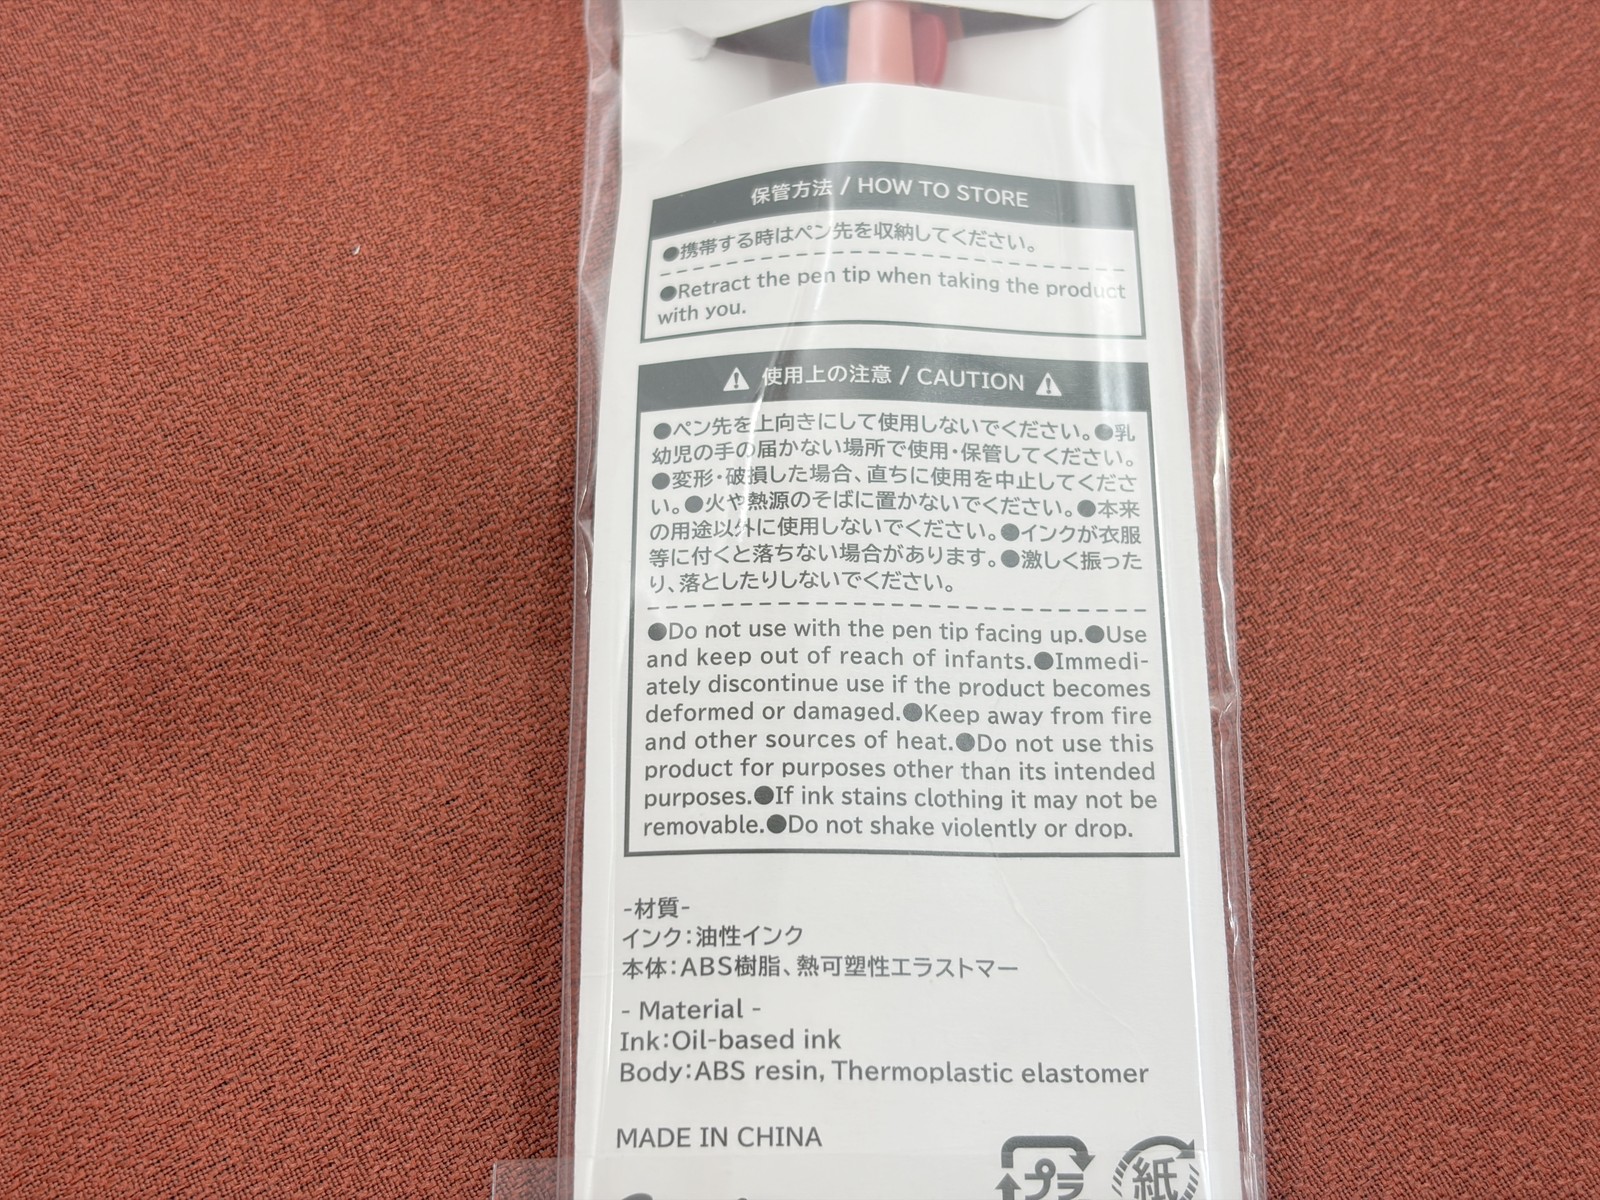 保管方法 / HOW TO STORE
●携帯する時はペン先を収納してください。
●Retract the pen tip when taking the product
with you.
⚠ 使用上の注意 / CAUTION ⚠
●ペン先を上向きにして使用しないでください。●乳
幼児の手の届かない場所で使用・保管してください。
●変形・破損した場合、直ちに使用を中止してくださ
い。●火や熱源のそばに置かないでください。●本来
の用途以外に使用しないでください。●インクが衣服
等に付くと落ちない場合があります。●激しく振った
り、落としたりしないでください。
●Do not use with the pen tip facing up.●Use
and keep out of reach of infants.●Immedi-
ately discontinue use if the product becomes
deformed or damaged.●Keep away from fire
and other sources of heat.●Do not use this
product for purposes other than its intended
purposes.●If ink stains clothing it may not be
removable.●Do not shake violently or drop.
-材質-
インク：油性インク
本体：ABS樹脂、熱可塑性エラストマー
- Material -
Ink：Oil-based ink
Body：ABS resin, Thermoplastic elastomer
MADE IN CHINA
プラ 紙